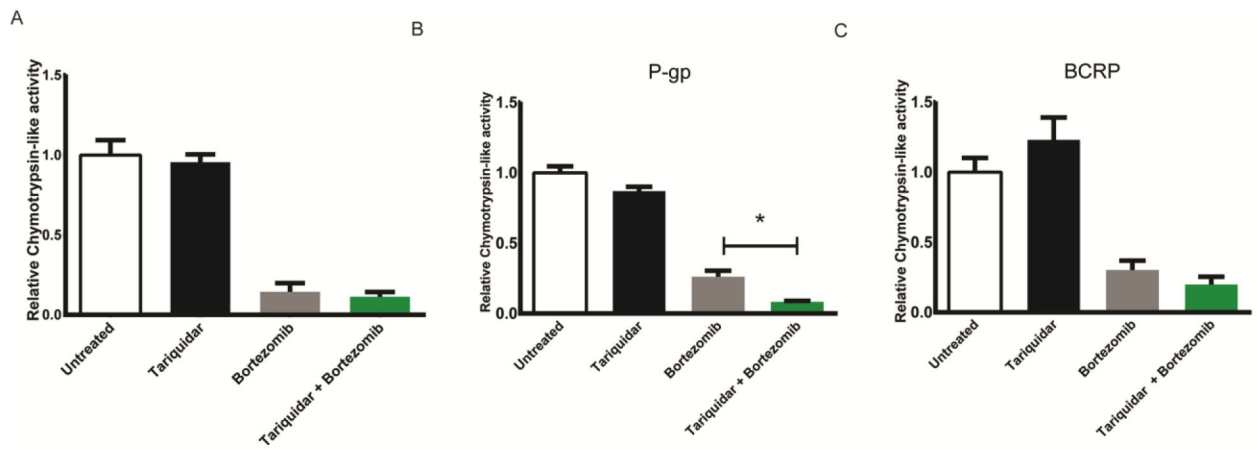 A
Relative Chymotrypsin-like activity
1.5
1.0
0.5
0.0
Untreated
Tariquidar
Bortezomib
Tariquidar + Bortezomib
B
P-gp
Relative Chymotrypsin-like activity
1.5
1.0
0.5
0.0
*
Untreated
Tariquidar
Bortezomib
Tariquidar + Bortezomib
C
BCRP
Relative Chymotrypsin-like activity
1.5
1.0
0.5
0.0
Untreated
Tariquidar
Bortezomib
Tariquidar + Bortezomib